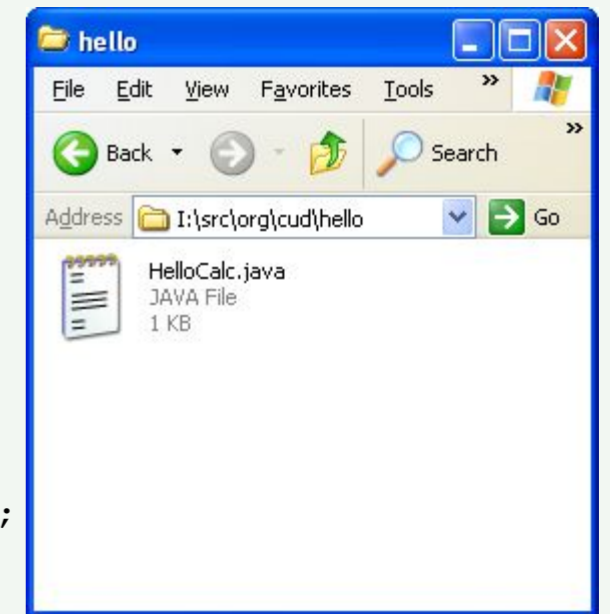 hello
File Edit View Favorites Tools »
Back Search »
Address I:\src\org\cud\hello Go
HelloCalc.java
JAVA File
1 KB
;